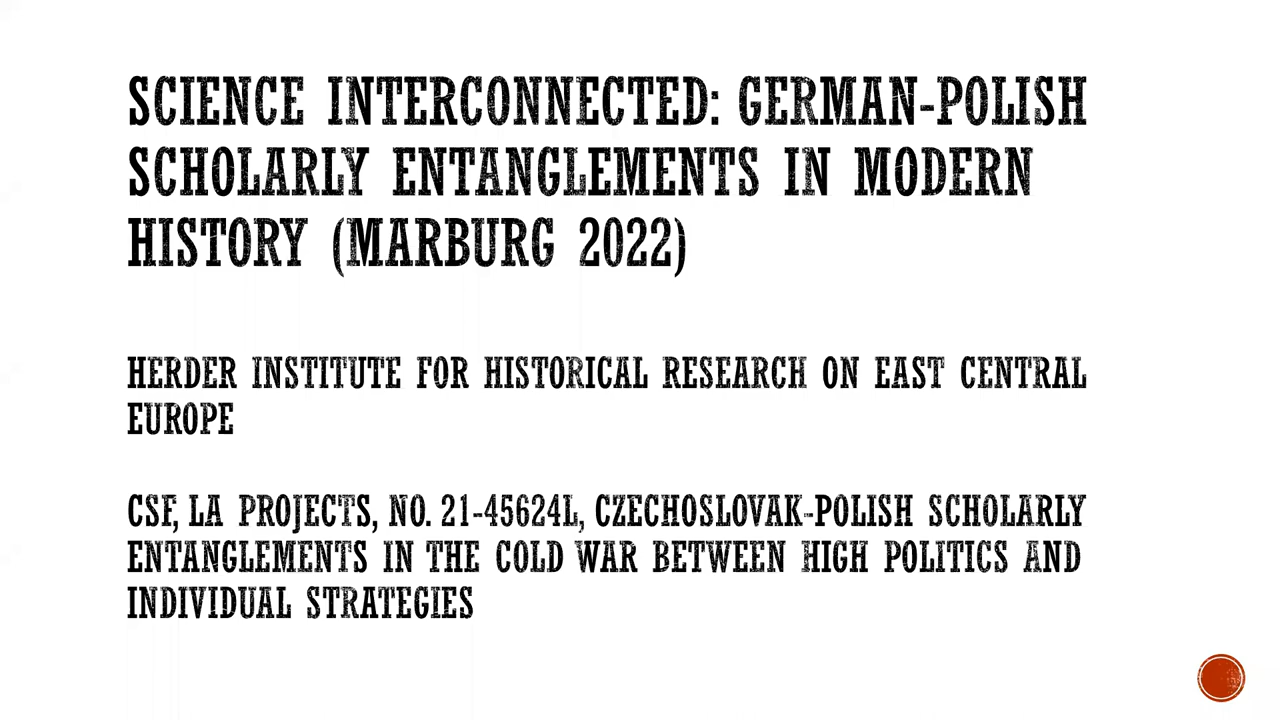 SCIENCE INTERCONNECTED: GERMAN-POLISH
SCHOLARLY ENTANGLEMENTS IN MODERN
HISTORY (MARBURG 2022)
HERDER INSTITUTE FOR HISTORICAL RESEARCH ON EAST CENTRAL
EUROPE
CSF, LA PROJECTS, NO. 21-45624L, CZECHOSLOVAK-POLISH SCHOLARLY
ENTANGLEMENTS IN THE COLD WAR BETWEEN HIGH POLITICS AND
INDIVIDUAL STRATEGIES